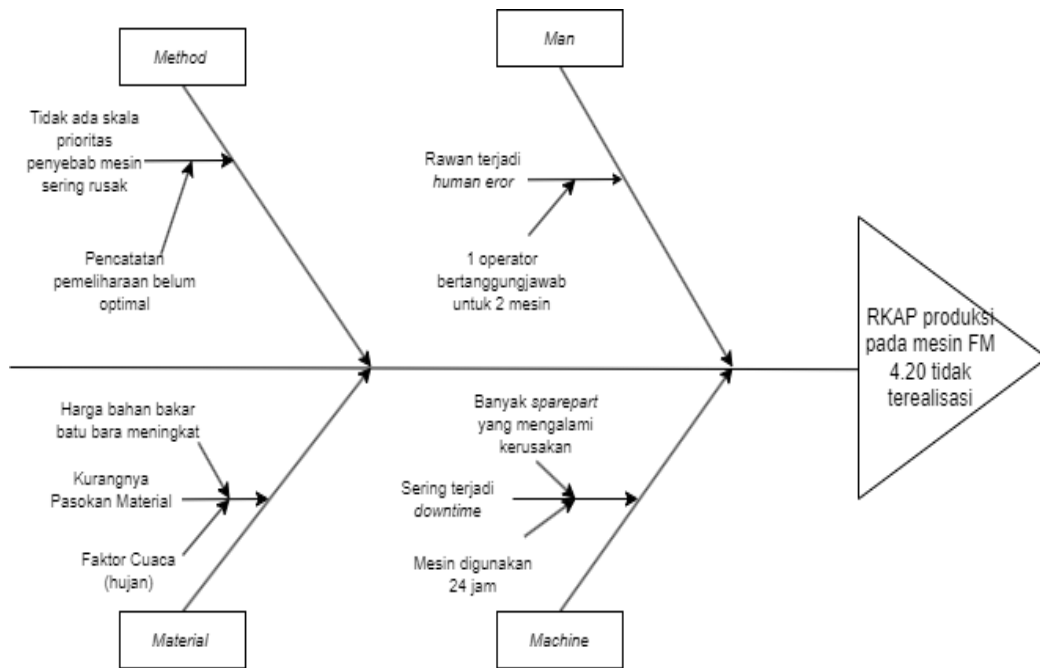 Method
Man
Tidak ada skala
prioritas
penyebab mesin
sering rusak
Rawan terjadi
human eror
Pencatatan
pemeliharaan belum
optimal
1 operator
bertanggungjawab
untuk 2 mesin
RKAP produksi
pada mesin FM
4.20 tidak
terealisasi
Harga bahan bakar
batu bara meningkat
Kurangnya
Pasokan Material
Faktor Cuaca
(hujan)
Banyak sparepart
yang mengalami
kerusakan
Sering terjadi
downtime
Mesin digunakan
24 jam
Material
Machine